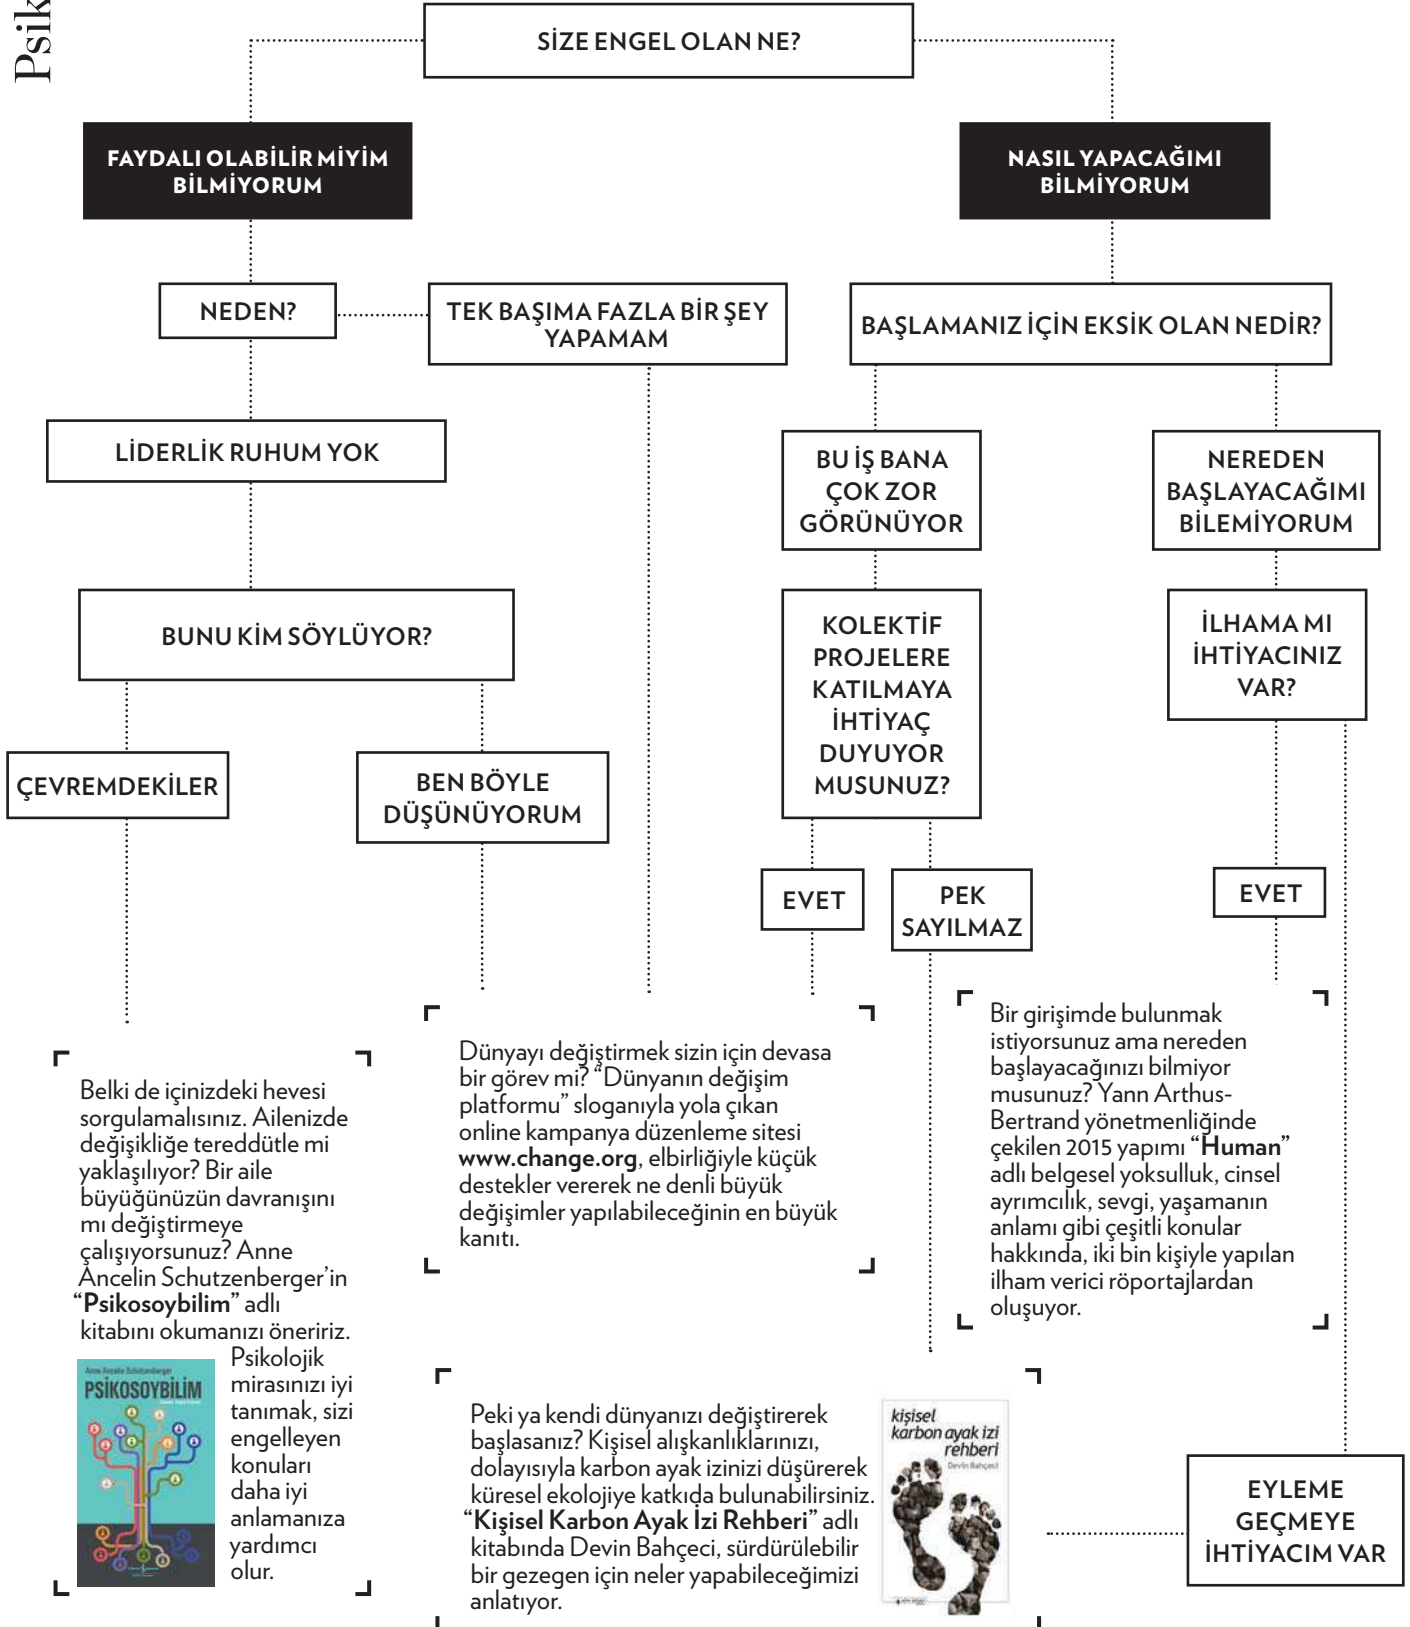 Psik
SİZE ENGEL OLAN NE?
FAYDALI OLABİLİR MİYİM
BİLMİYORUM
NASIL YAPACAĞIMI
BİLMİYORUM
NEDEN?
TEK BAŞIMA FAZLA BİR ŞEY
YAPAMAM
BAŞLAMANIZ İÇİN EKSİK OLAN NEDİR?
LİDERLİK RUHUM YOK
BU İŞ BANA
ÇOK ZOR
GÖRÜNÜYOR
NEREDEN
BAŞLAYACAĞIMI
BİLEMİYORUM
BUNU KİM SÖYLÜYOR?
KOLEKTİF
PROJELERE
KATILMAYA
İHTİYAÇ
DUYUYOR
MUSUNUZ?
İLHAMA MI
İHTİYACINIZ
VAR?
ÇEVREMDEKİLER
BEN BÖYLE
DÜŞÜNÜYORUM
EVET
PEK
SAYILMAZ
EVET
Belki de içinizdeki hevesi
sorgulamalısınız. Ailenizde
değişikliğe tereddütle mi
yaklaşılıyor? Bir aile
büyüğünüzün davranışını
mı değiştirmeye
çalışıyorsunuz? Anne
Ancelin Schutzenberger’in
“Psikosoybilim” adlı
kitabını okumanızı öneririz.
Psikolojik
mirasınızı iyi
tanımak, sizi
engelleyen
konuları
daha iyi
anlamanıza
yardımcı
olur.
Anne Ancelin Schützenberger
PSİKOSOYBİLİM
Dünyayı değiştirmek sizin için devasa
bir görev mi? “Dünyanın değişim
platformu” sloganıyla yola çıkan
online kampanya düzenleme sitesi
www.change.org, elbirliğiyle küçük
destekler vererek ne denli büyük
değişimler yapılabileceğinin en büyük
kanıtı.
Bir girişimde bulunmak
istiyorsunuz ama nereden
başlayacağınızı bilmiyor
musunuz? Yann Arthus-
Bertrand yönetmenliğinde
çekilen 2015 yapımı “Human”
adlı belgesel yoksulluk, cinsel
ayrımcılık, sevgi, yaşamanın
anlamı gibi çeşitli konular
hakkında, iki bin kişiyle yapılan
ilham verici röportajlardan
oluşuyor.
Peki ya kendi dünyanızı değiştirerek
başlasanız? Kişisel alışkanlıklarınızı,
dolayısıyla karbon ayak izinizi düşürerek
küresel ekolojiye katkıda bulunabilirsiniz.
“Kişisel Karbon Ayak İzi Rehberi” adlı
kitabında Devin Bahçeci, sürdürülebilir
bir gezegen için neler yapabileceğimizi
anlatıyor.
kişisel
karbon ayak izi
rehberi
Devin Bahçeci
EYLEME
GEÇMEYE
İHTİYACIM VAR